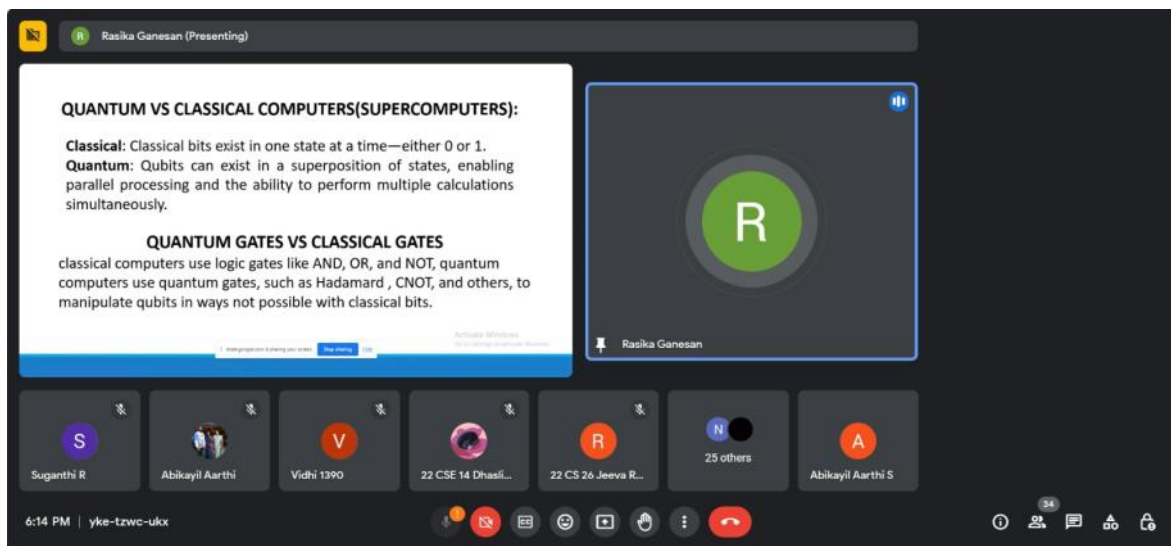 R Rasika Ganesan (Presenting)
QUANTUM VS CLASSICAL COMPUTERS(SUPERCOMPUTERS):
Classical: Classical bits exist in one state at a time—either 0 or 1.
Quantum: Qubits can exist in a superposition of states, enabling
parallel processing and the ability to perform multiple calculations
simultaneously.
QUANTUM GATES VS CLASSICAL GATES
classical computers use logic gates like AND, OR, and NOT, quantum
computers use quantum gates, such as Hadamard , CNOT, and others, to
manipulate qubits in ways not possible with classical bits.
Activate Windows
Stop sharing
R
Rasika Ganesan
S
V
R
N
A
Suganthi R
Abikayil Aarthi
Vidhi 1390
22 CSE 14 Dhasli...
22 CS 26 Jeeva R...
25 others
Abikayil Aarthi S
6:14 PM | yke-tzwc-ukx
CC
34